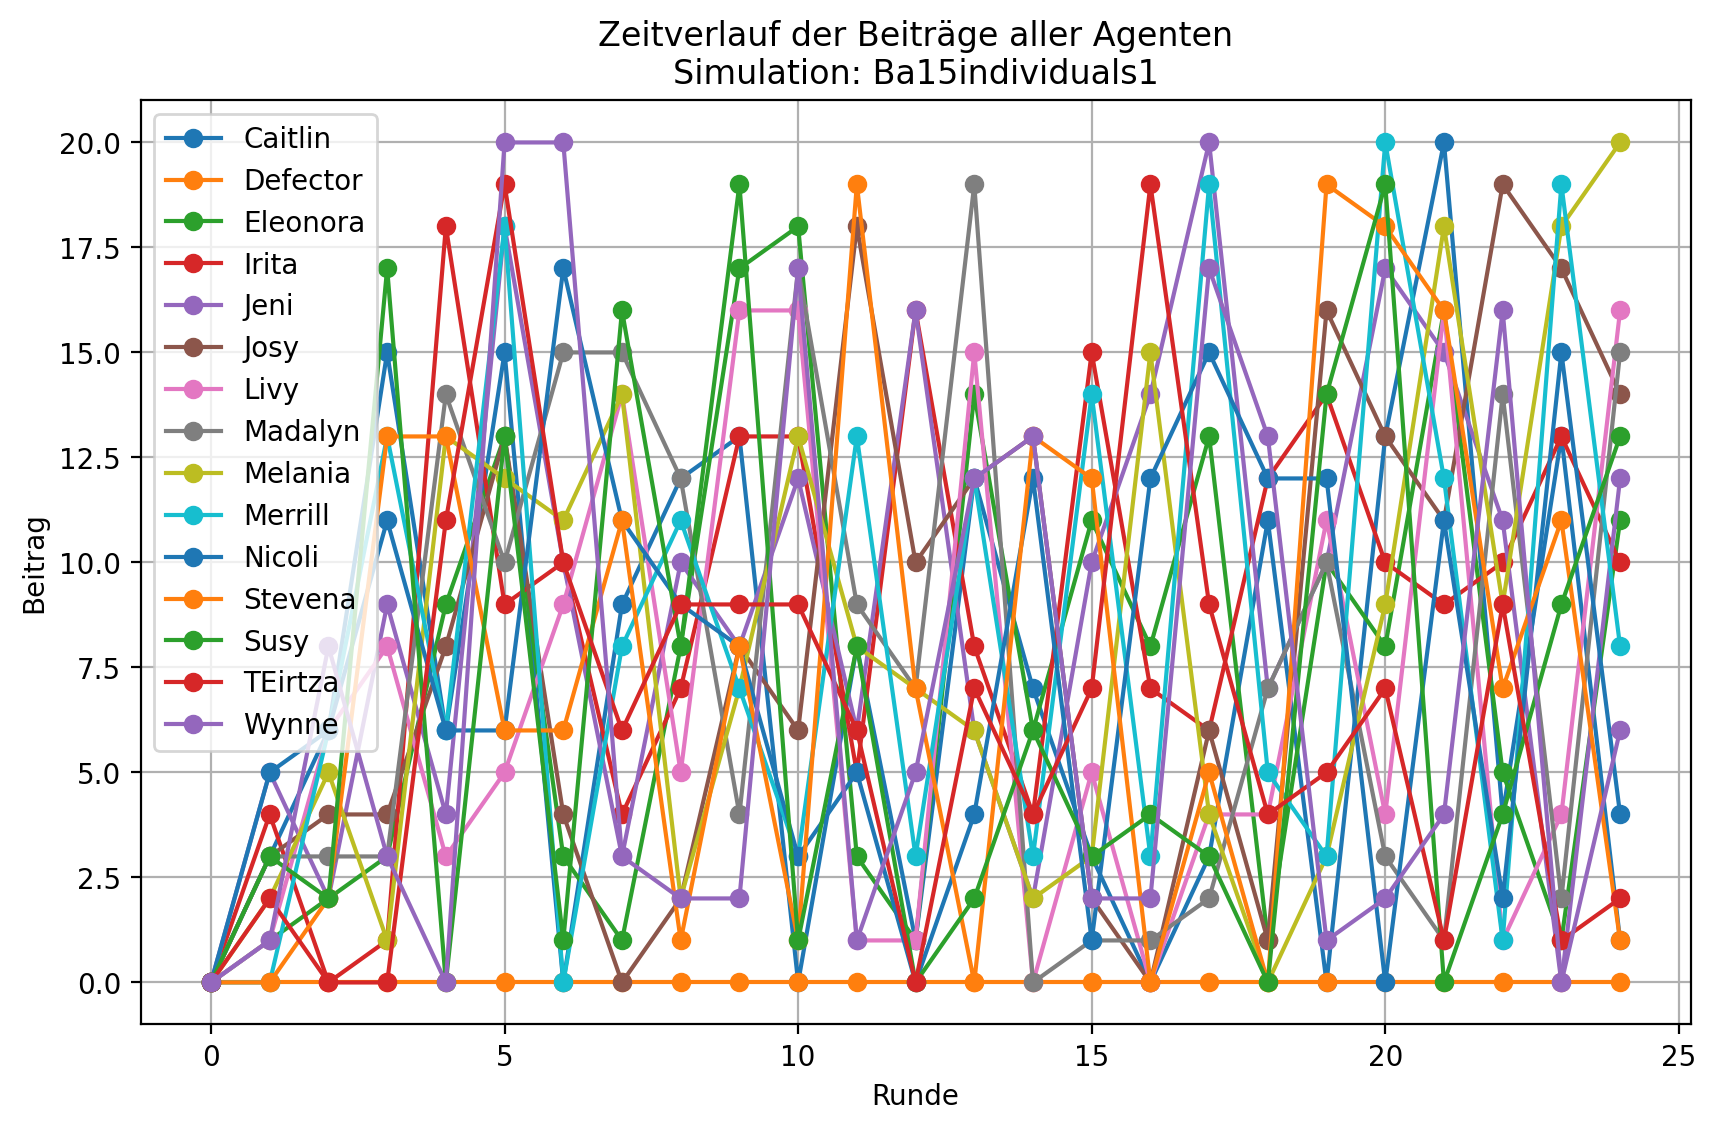 Zeitverlauf der Beiträge aller Agenten
Simulation: Ba15individuals1
Beitrag
20.0
17.5
15.0
12.5
10.0
7.5
5.0
2.5
0.0
Caitlin
Defector
Eleonora
Irita
Jeni
Josy
Livy
Madalyn
Melania
Merrill
Nicoli
Stevena
Susy
TEirtza
Wynne
0 5 10 15 20 25
Runde